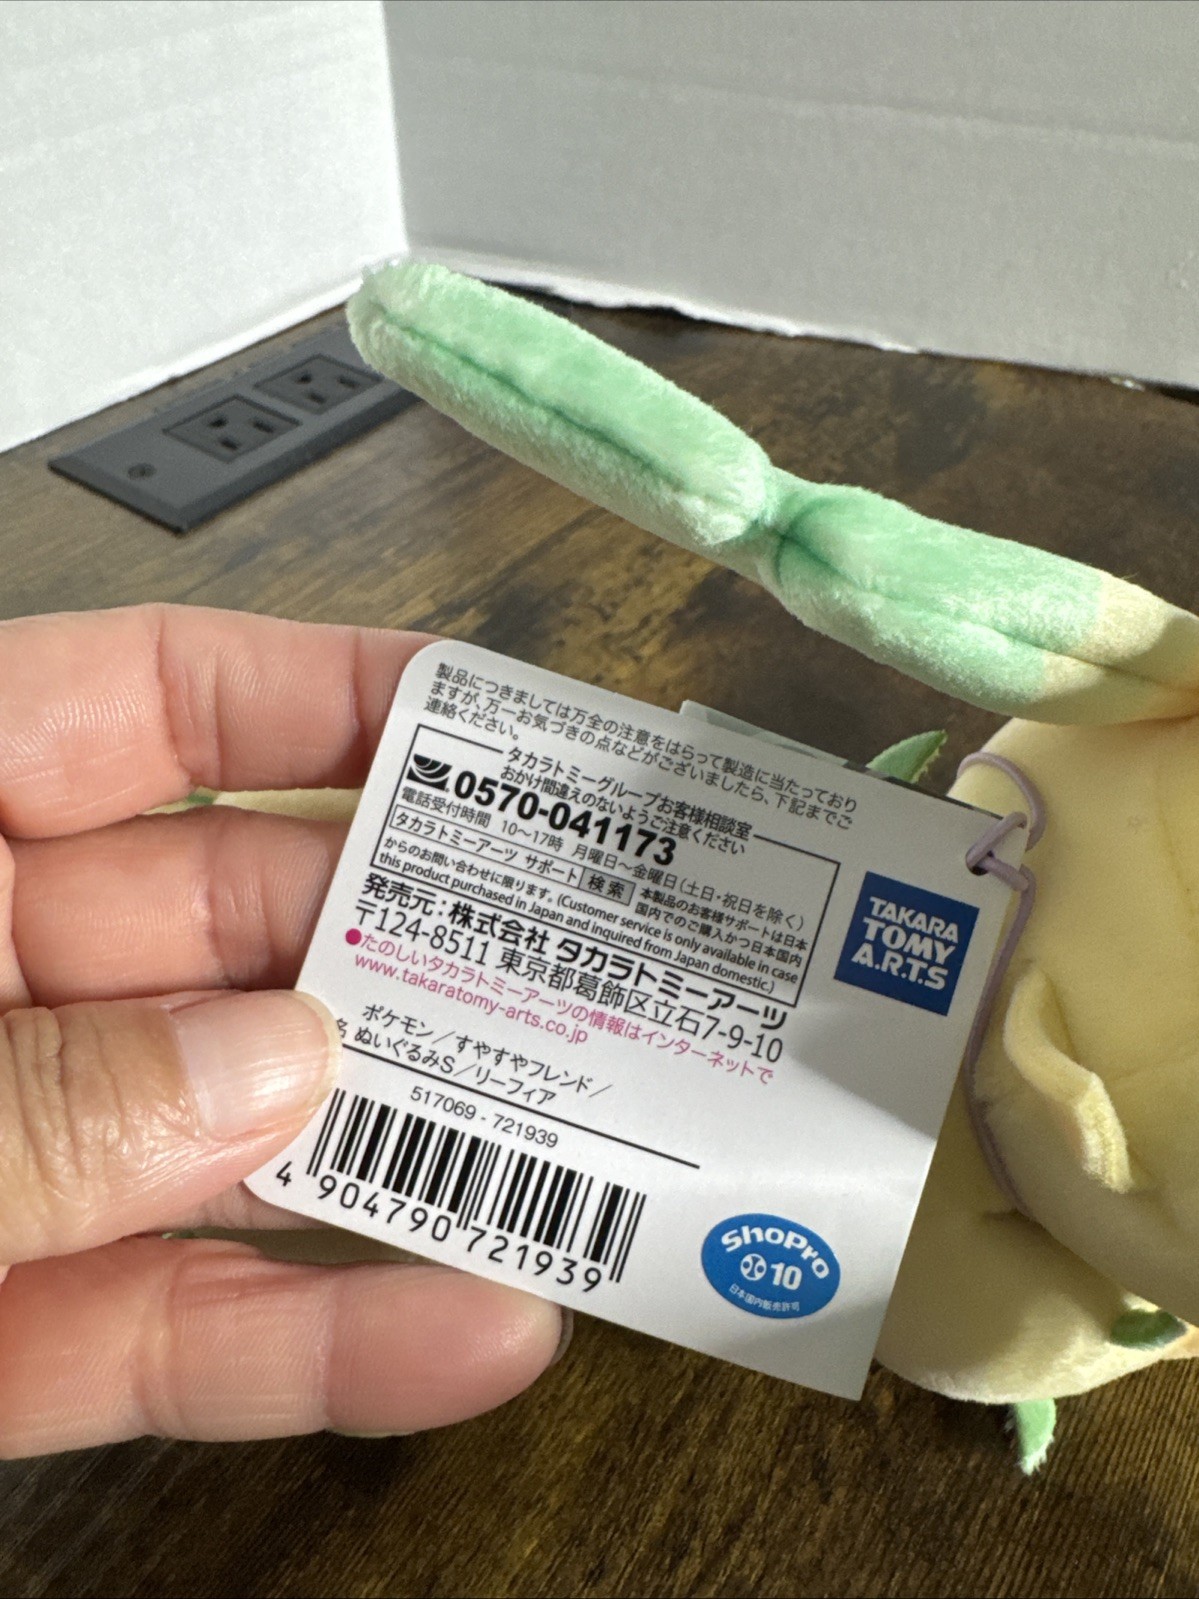 製品につきましては万全の注意をはらって製造に当たっており
ますが、万一お気づきの点などがございましたら、下記までご
連絡ください。
タカラトミーグループお客様相談室
おかけ間違えのないようご注意ください
0570-041173
電話受付時間 10〜17時 月曜日〜金曜日(土日・祝日を除く)
タカラトミーアーツ サポート 検索
本製品のお客様サポートは日本
国内でのご購入かつ日本国内
からのお問い合わせに限ります。(Customer service is only available in case
this product purchased in Japan and inquired from Japan domestic.)
発売元:株式会社 タカラトミーアーツ
〒124-8511 東京都葛飾区立石7-9-10
●たのしいタカラトミーアーツの情報はインターネットで
www.takaratomy-arts.co.jp
ポケモン/すやすやフレンド/
名 ぬいぐるみS/リーフィア
517069 - 721939
4 904790 721939
TAKARA
TOMY
A.R.T.S
ShoPro
10
日本国内販売許可